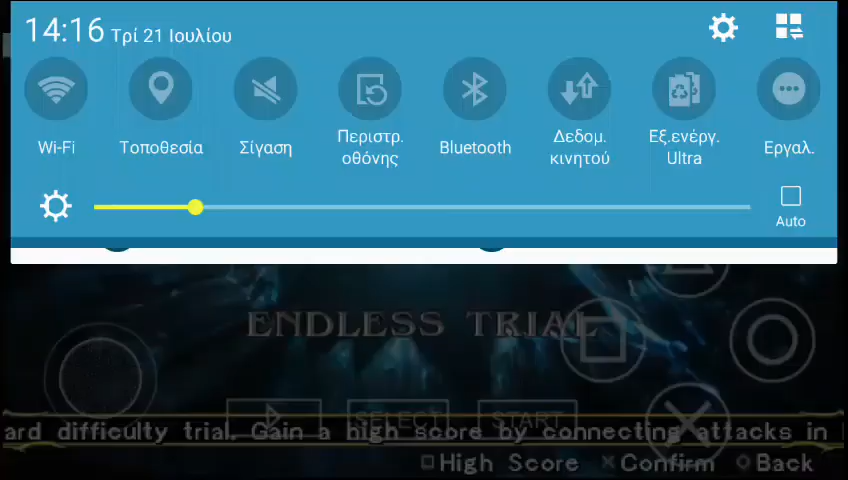 14:16 Τρί 21 Ιουλίου
Wi-Fi
Τοποθεσία
Σίγαση
Περιστρ.
οθόνης
Bluetooth
Δεδομ.
κινητού
Εξ.ενέργ.
Ultra
Εργαλ.
Auto
ENDLESS TRIAL
SELECT
START
ard difficulty trial. Gain a high score by connecting attacks in
High Score
Confirm
Back